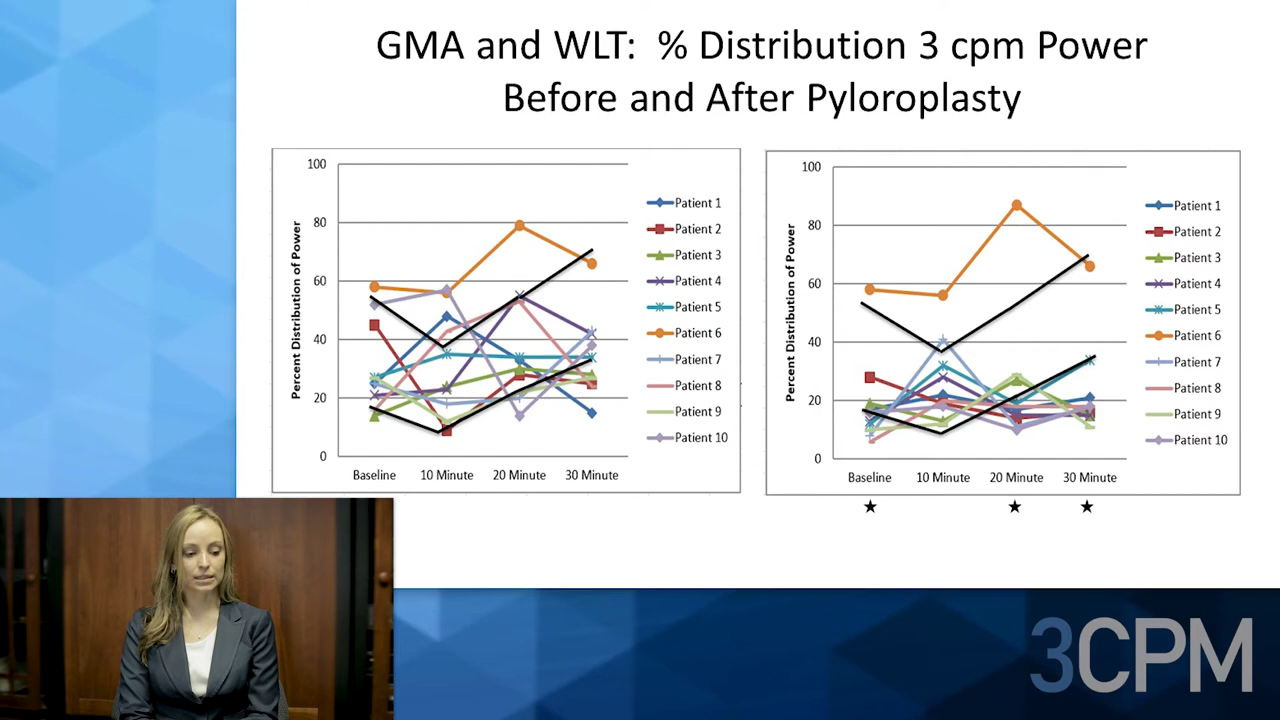 GMA and WLT: % Distribution 3 cpm Power
Before and After Pyloroplasty
Percent Distribution of Power
100
80
60
40
20
0
Baseline
10 Minute
20 Minute
30 Minute
Patient 1
Patient 2
Patient 3
Patient 4
Patient 5
Patient 6
Patient 7
Patient 8
Patient 9
Patient 10
Percent Distribution of Power
100
80
60
40
20
0
Baseline
10 Minute
20 Minute
30 Minute
Patient 1
Patient 2
Patient 3
Patient 4
Patient 5
Patient 6
Patient 7
Patient 8
Patient 9
Patient 10
3CPM